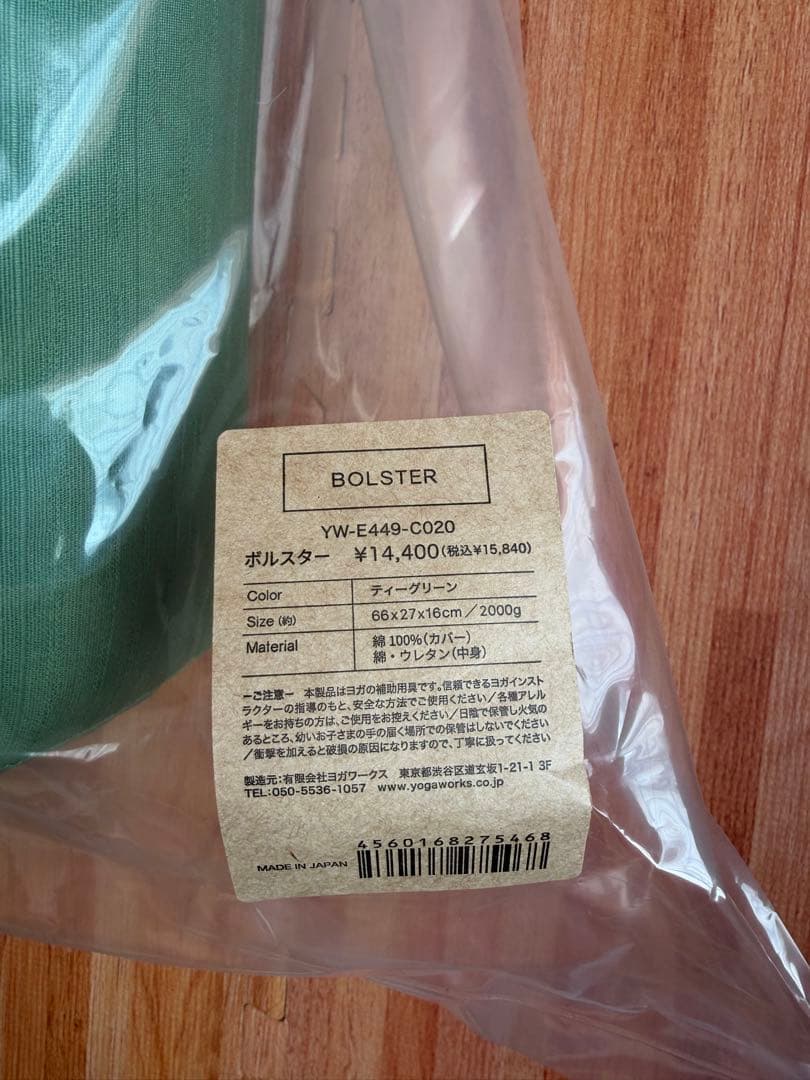 BOLSTER
YW-E449-C020
ボルスター ¥14,400(税込¥15,840)
Color ティーグリーン
Size (約) 66x27x16cm／2000g
Material 綿100%(カバー)
綿・ウレタン(中身)
ーご注意ー 本製品はヨガの補助用具です。信頼できるヨガインスト
ラクターの指導のもと、安全な方法でご使用ください／各種アレル
ギーをお持ちの方は、ご使用をお控えください／日陰で保管し火気の
あるところ、幼いお子さまの手の届く場所での保管はしないでください
／衝撃を加えると破損の原因になりますので、丁寧に扱ってください
製造元：有限会社ヨガワークス 東京都渋谷区道玄坂1-21-1 3F
TEL：050-5536-1057 www.yogaworks.co.jp
4560168275468
MADE IN JAPAN